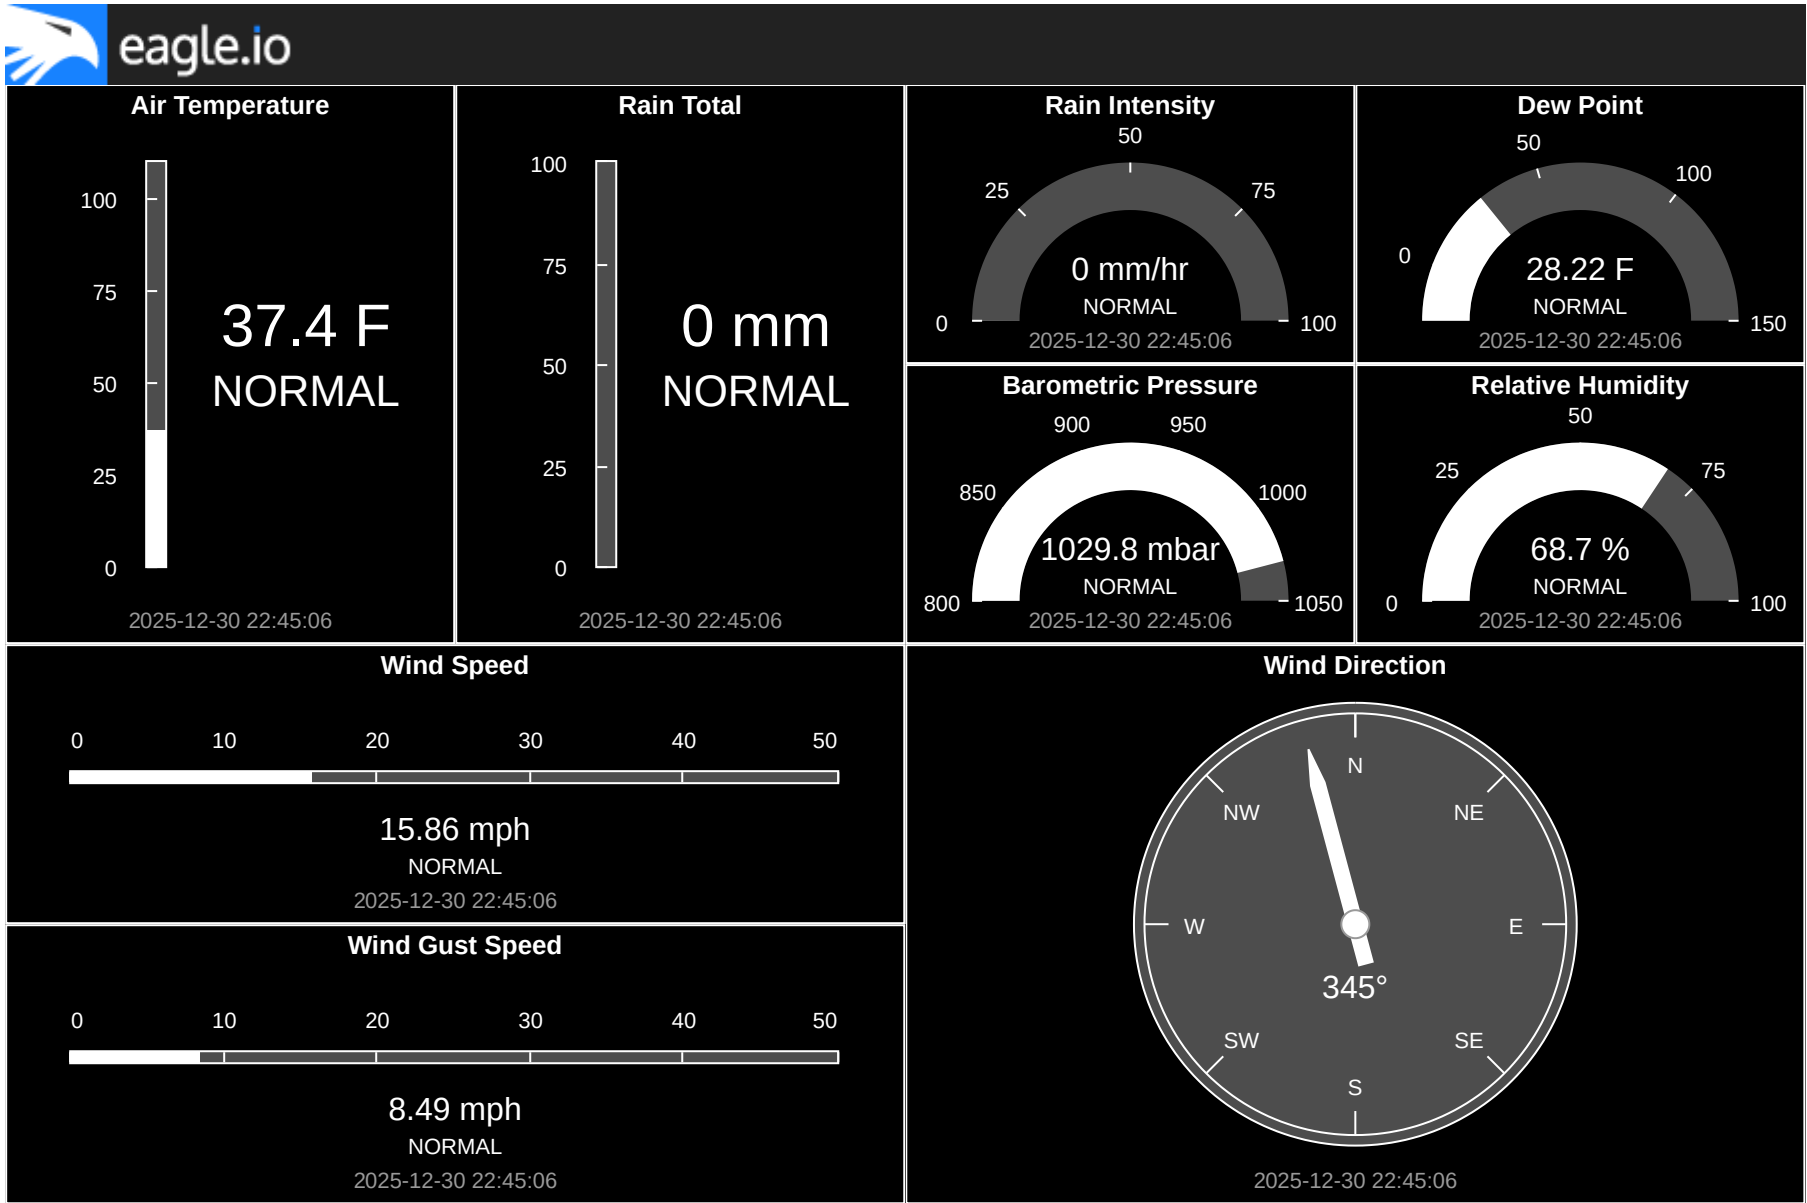 eagle.io
Air Temperature
100
75
50
25
0
37.4 F
NORMAL
2025-12-30 22:45:06
Rain Total
100
75
50
25
0
0 mm
NORMAL
2025-12-30 22:45:06
Rain Intensity
0
25
50
75
100
0 mm/hr
NORMAL
2025-12-30 22:45:06
Dew Point
0
50
100
150
28.22 F
NORMAL
2025-12-30 22:45:06
Barometric Pressure
800
850
900
950
1000
1050
1029.8 mbar
NORMAL
2025-12-30 22:45:06
Relative Humidity
0
25
50
75
100
68.7 %
NORMAL
2025-12-30 22:45:06
Wind Speed
0 10 20 30 40 50
15.86 mph
NORMAL
2025-12-30 22:45:06
Wind Gust Speed
0 10 20 30 40 50
8.49 mph
NORMAL
2025-12-30 22:45:06
Wind Direction
N
NW NE
W E
345°
SW SE
S
2025-12-30 22:45:06